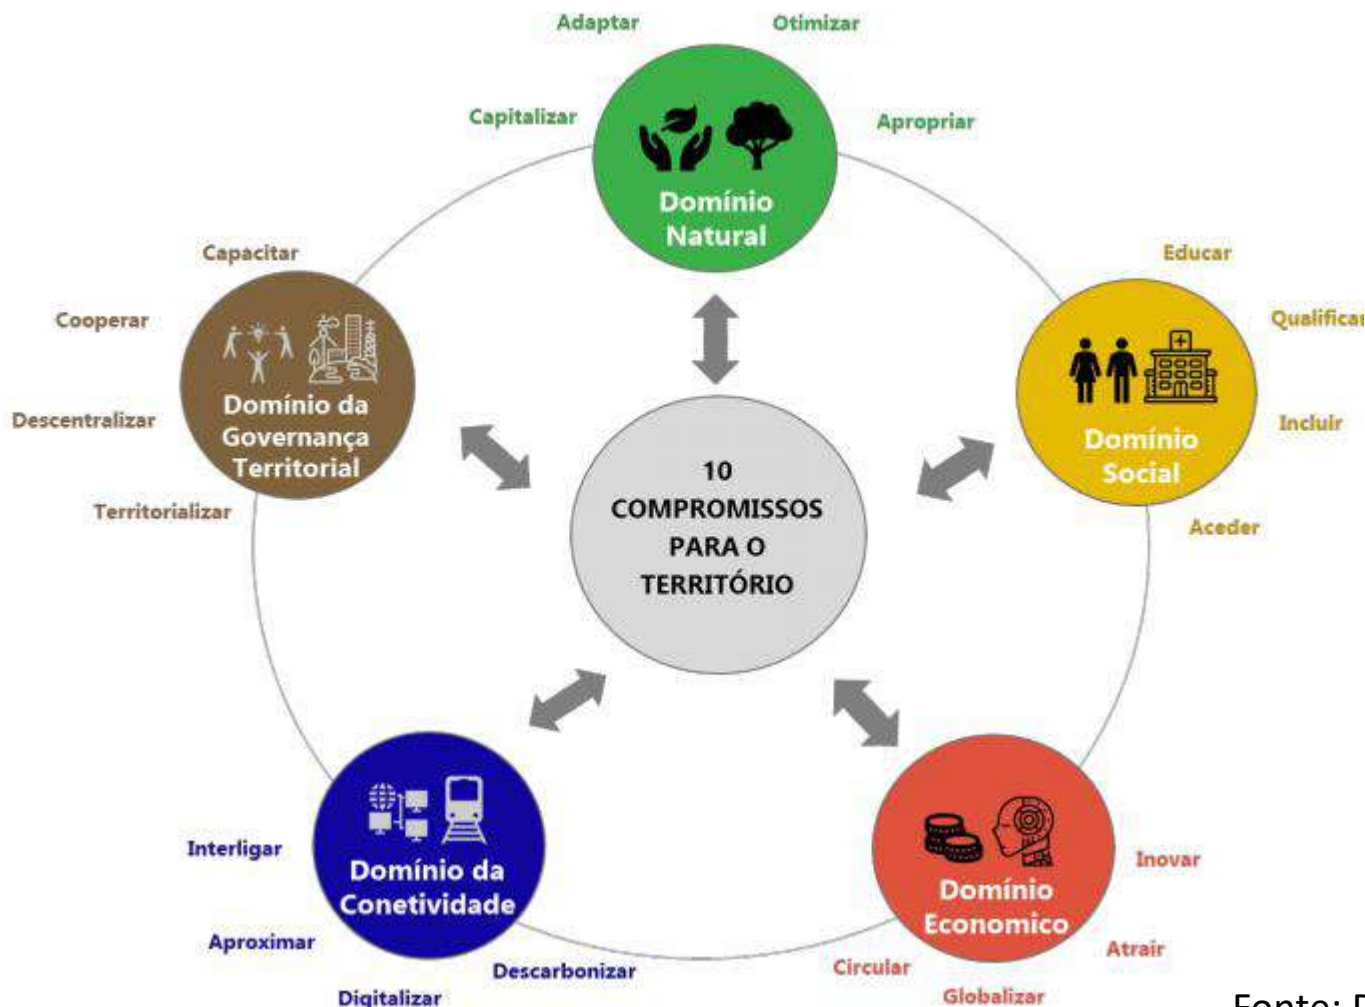 Adaptar
Otimizar
Capitalizar
Apropriar
Domínio
Natural
Capacitar
Cooperar
Descentralizar
Territorializar
Domínio da
Governança
Territorial
Educar
Qualificar
Incluir
Aceder
Domínio
Social
10
COMPROMISSOS
PARA O
TERRITÓRIO
Interligar
Aproximar
Digitalizar
Descarbonizar
Domínio da
Conetividade
Inovar
Atrair
Globalizar
Circular
Domínio
Economico
Fonte: